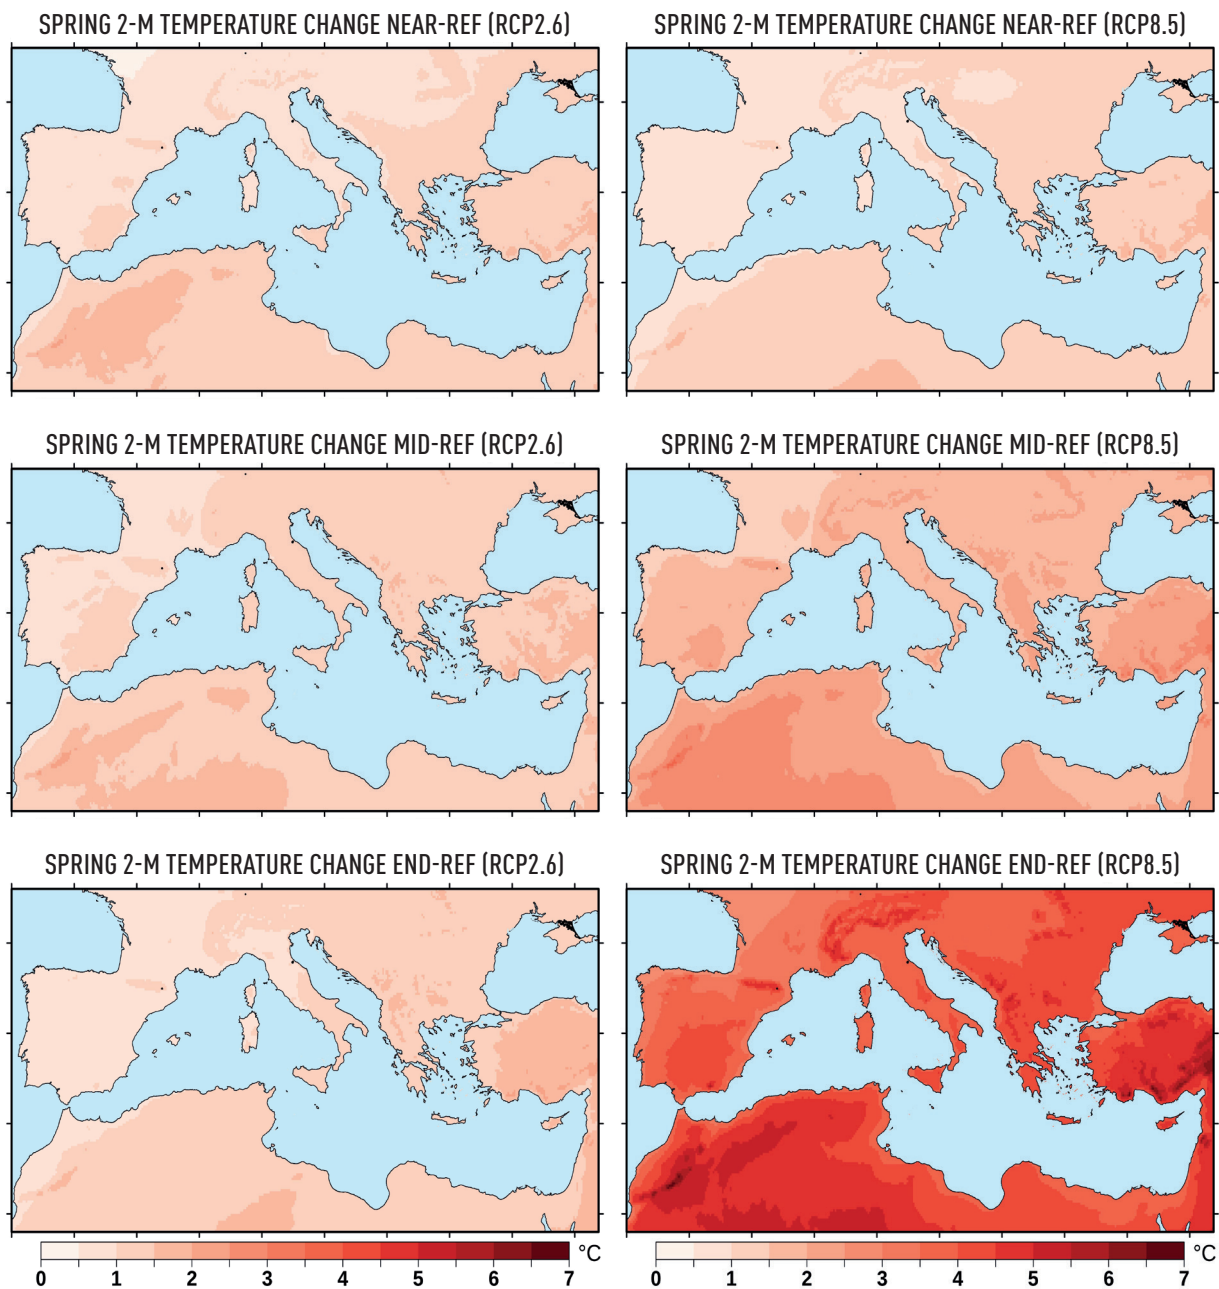 SPRING 2-M TEMPERATURE CHANGE NEAR-REF (RCP2.6)
SPRING 2-M TEMPERATURE CHANGE NEAR-REF (RCP8.5)
SPRING 2-M TEMPERATURE CHANGE MID-REF (RCP2.6)
SPRING 2-M TEMPERATURE CHANGE MID-REF (RCP8.5)
SPRING 2-M TEMPERATURE CHANGE END-REF (RCP2.6)
SPRING 2-M TEMPERATURE CHANGE END-REF (RCP8.5)
°C
0 1 2 3 4 5 6 7
°C
0 1 2 3 4 5 6 7